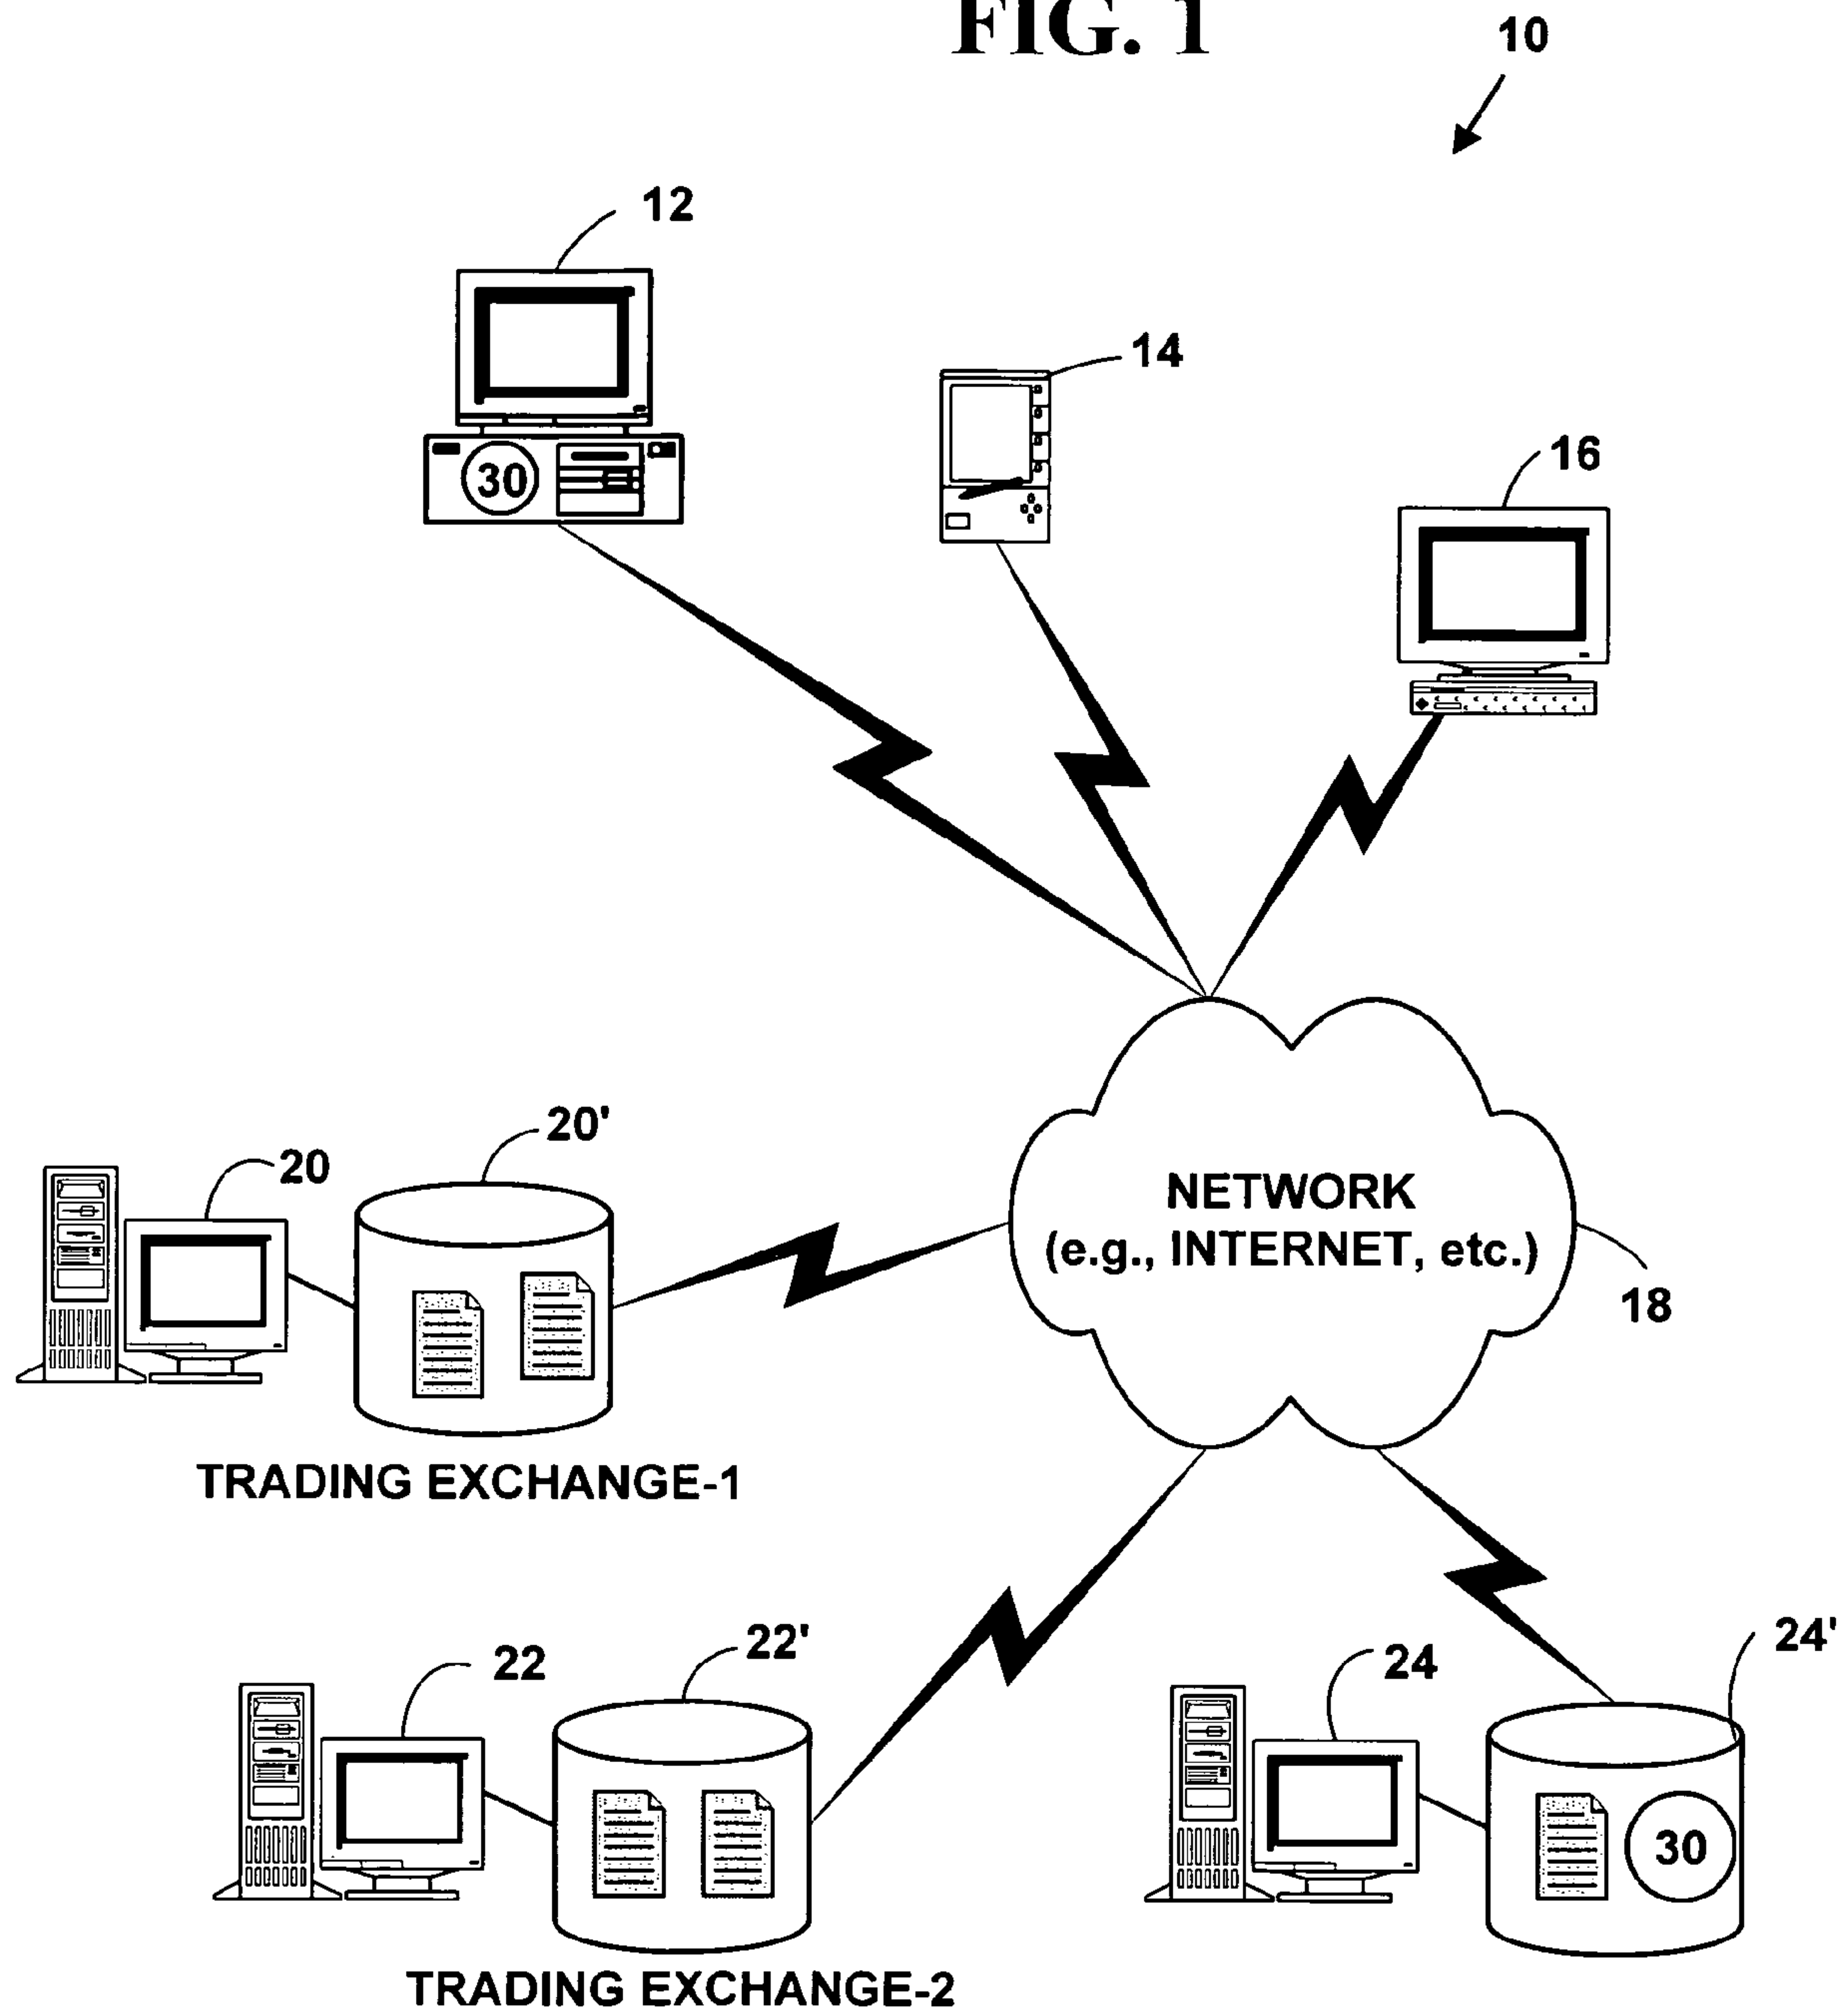 FIG. 1
10
12
14
16
30
20'
20
NETWORK
(e.g., INTERNET, etc.)
18
TRADING EXCHANGE-1
22'
24'
22
24
30
TRADING EXCHANGE-2